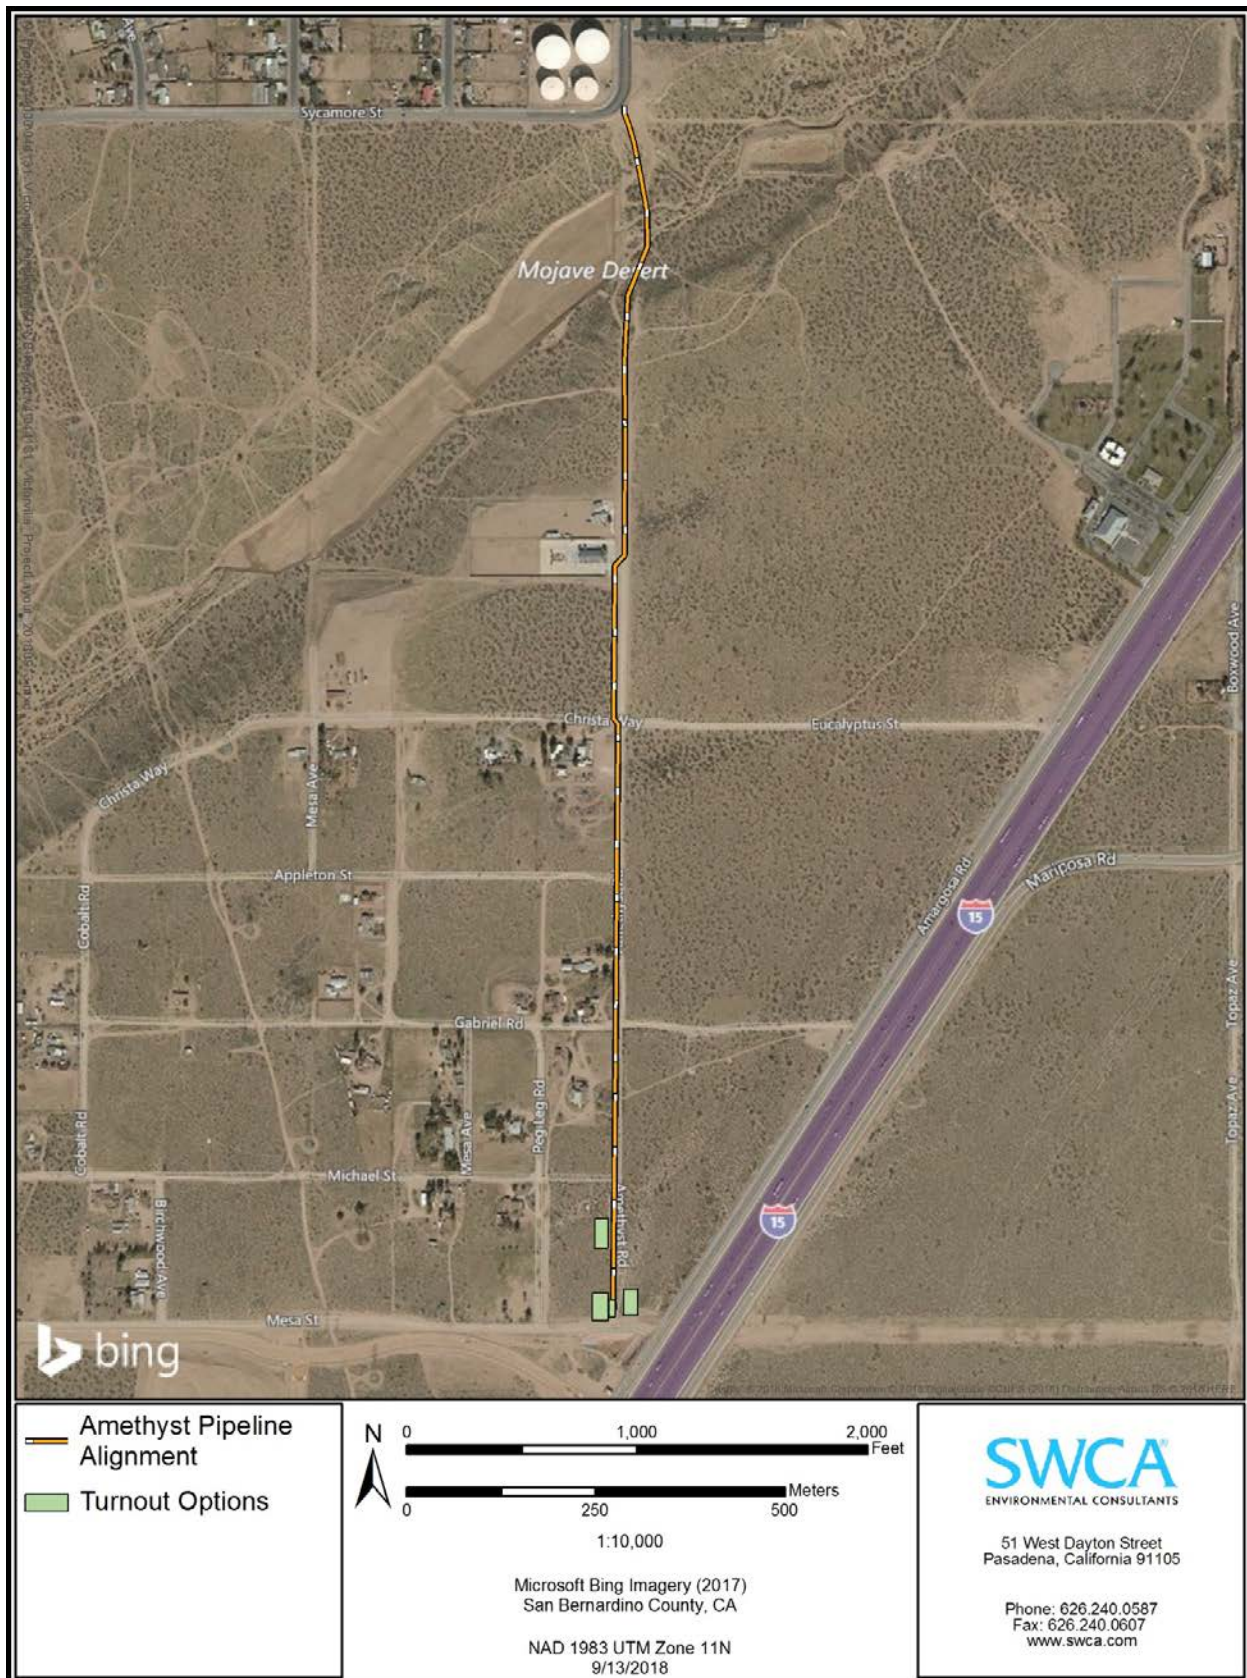 Ave
Sycamore St
Mojave Desert
Boxwood Ave
Christa Way
Eucalyptus St
Christa Way
Mesa Ave
Amargosa Rd
Mariposa Rd
Appleton St
Cobalt Rd
15
Topaz Ave
Gabriel Rd
Peg Leg Rd
Topaz Ave
Cobalt Rd
Mesa Ave
Michael St
Birchwood Ave
Amethyst Rd
15
Mesa St
bing
Amethyst Pipeline
Alignment
Turnout Options
N
0 1,000 2,000
Feet
Meters
0 250 500
1:10,000
Microsoft Bing Imagery (2017)
San Bernardino County, CA
NAD 1983 UTM Zone 11N
9/13/2018
SWCA
ENVIRONMENTAL CONSULTANTS
51 West Dayton Street
Pasadena, California 91105
Phone: 626.240.0587
Fax: 626.240.0607
www.swca.com